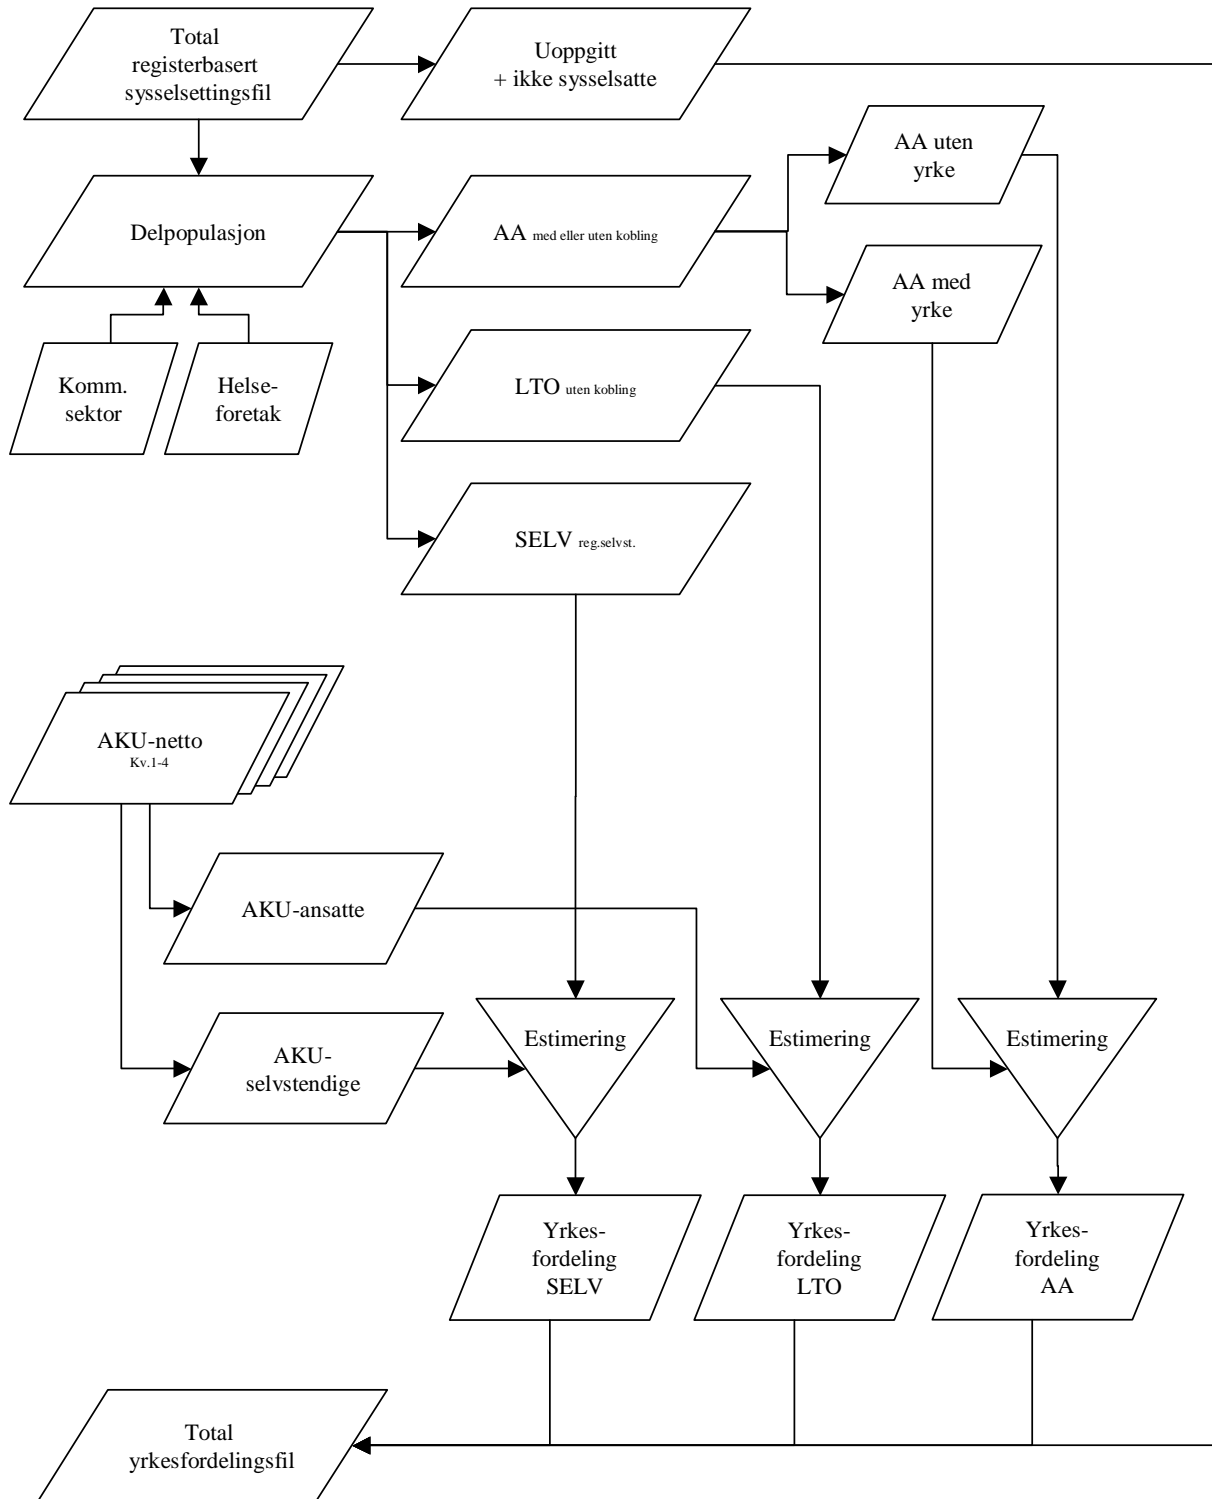 Total
registerbasert
sysselsettingsfil
Uoppgitt
+ ikke sysselsatte
AA uten
yrke
Delpopulasjon
AA med eller uten kobling
AA med
yrke
Komm.
sektor
Helse-
foretak
LTO uten kobling
SELV reg.selvst.
AKU-netto
Kv.1-4
AKU-ansatte
AKU-
selvstendige
Estimering
Estimering
Estimering
Yrkes-
fordeling
SELV
Yrkes-
fordeling
LTO
Yrkes-
fordeling
AA
Total
yrkesfordelingsfil